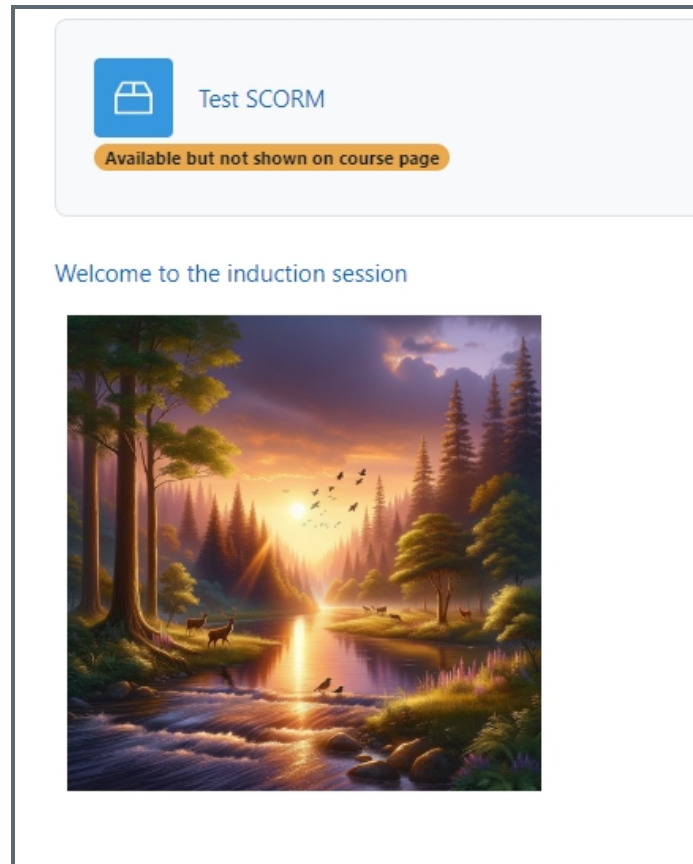 Test SCORM
Available but not shown on course page
Welcome to the induction session